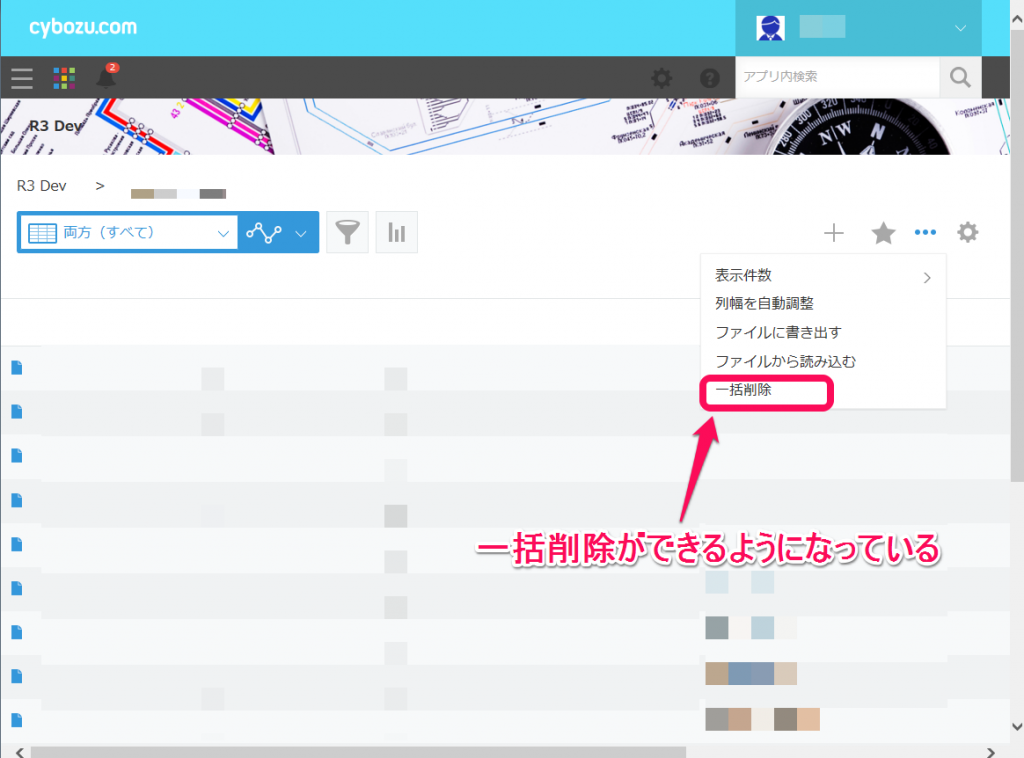 cybozu.com
2
アプリ内検索
R3 Dev
R3 Dev >
両方（すべて）
表示件数
列幅を自動調整
ファイルに書き出す
ファイルから読み込む
一括削除
一括削除ができるようになっている